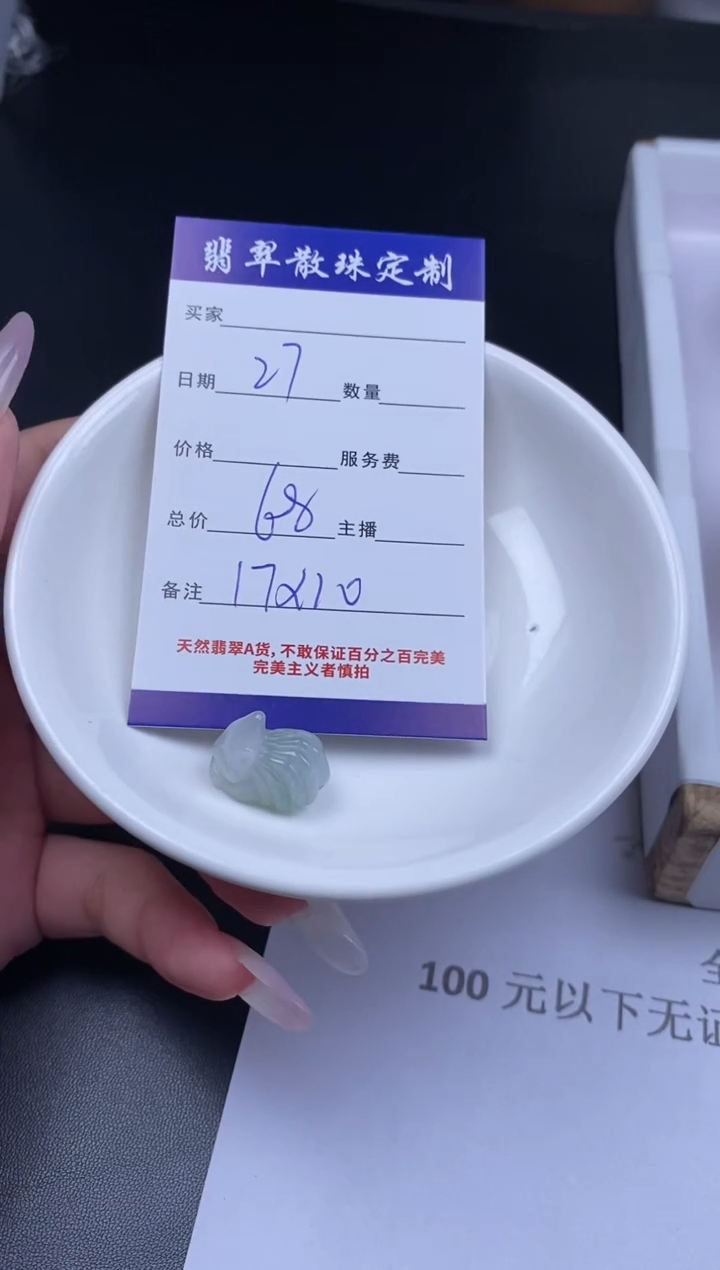 翡翠散珠定制
买家
日期 27 数量
价格 服务费
总价 68 主播
备注 17×10
天然翡翠A货,不敢保证百分之百完美
完美主义者慎拍
100 元以下无证